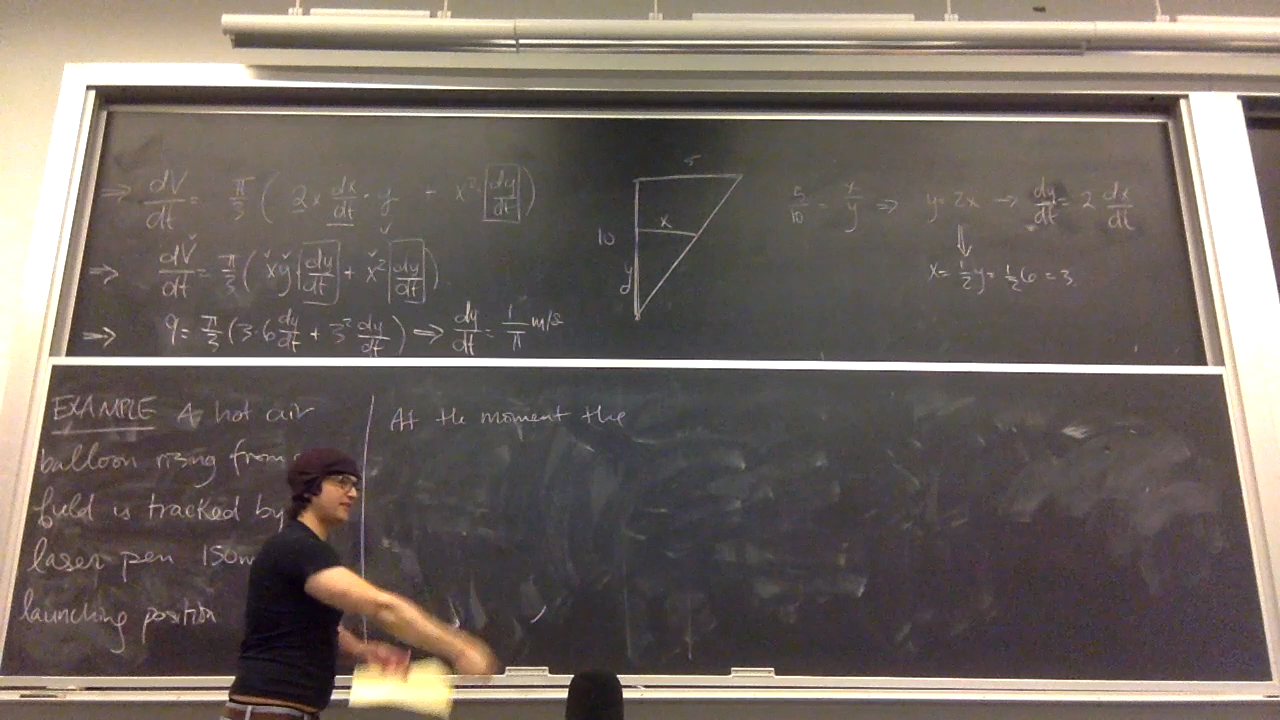 ⇒ dV/dt = π/3 ( 2x dx/dt · y + x² dy/dt )
⇒ dV/dt = π/3 ( xy dy/dt + x² dy/dt )
⇒ 9 = π/3 (3·6 dy/dt + 3² dy/dt ) ⇒ dy/dt = 1/π m/s
5
x
10
y
5/10 = x/y ⇒ y = 2x → dy/dt = 2 dx/dt
⇓
x = 1/2 y = 1/2 6 = 3
EXAMPLE A hot air
balloon rising from
field is tracked by
laser pen 150m
launching position
At the moment the